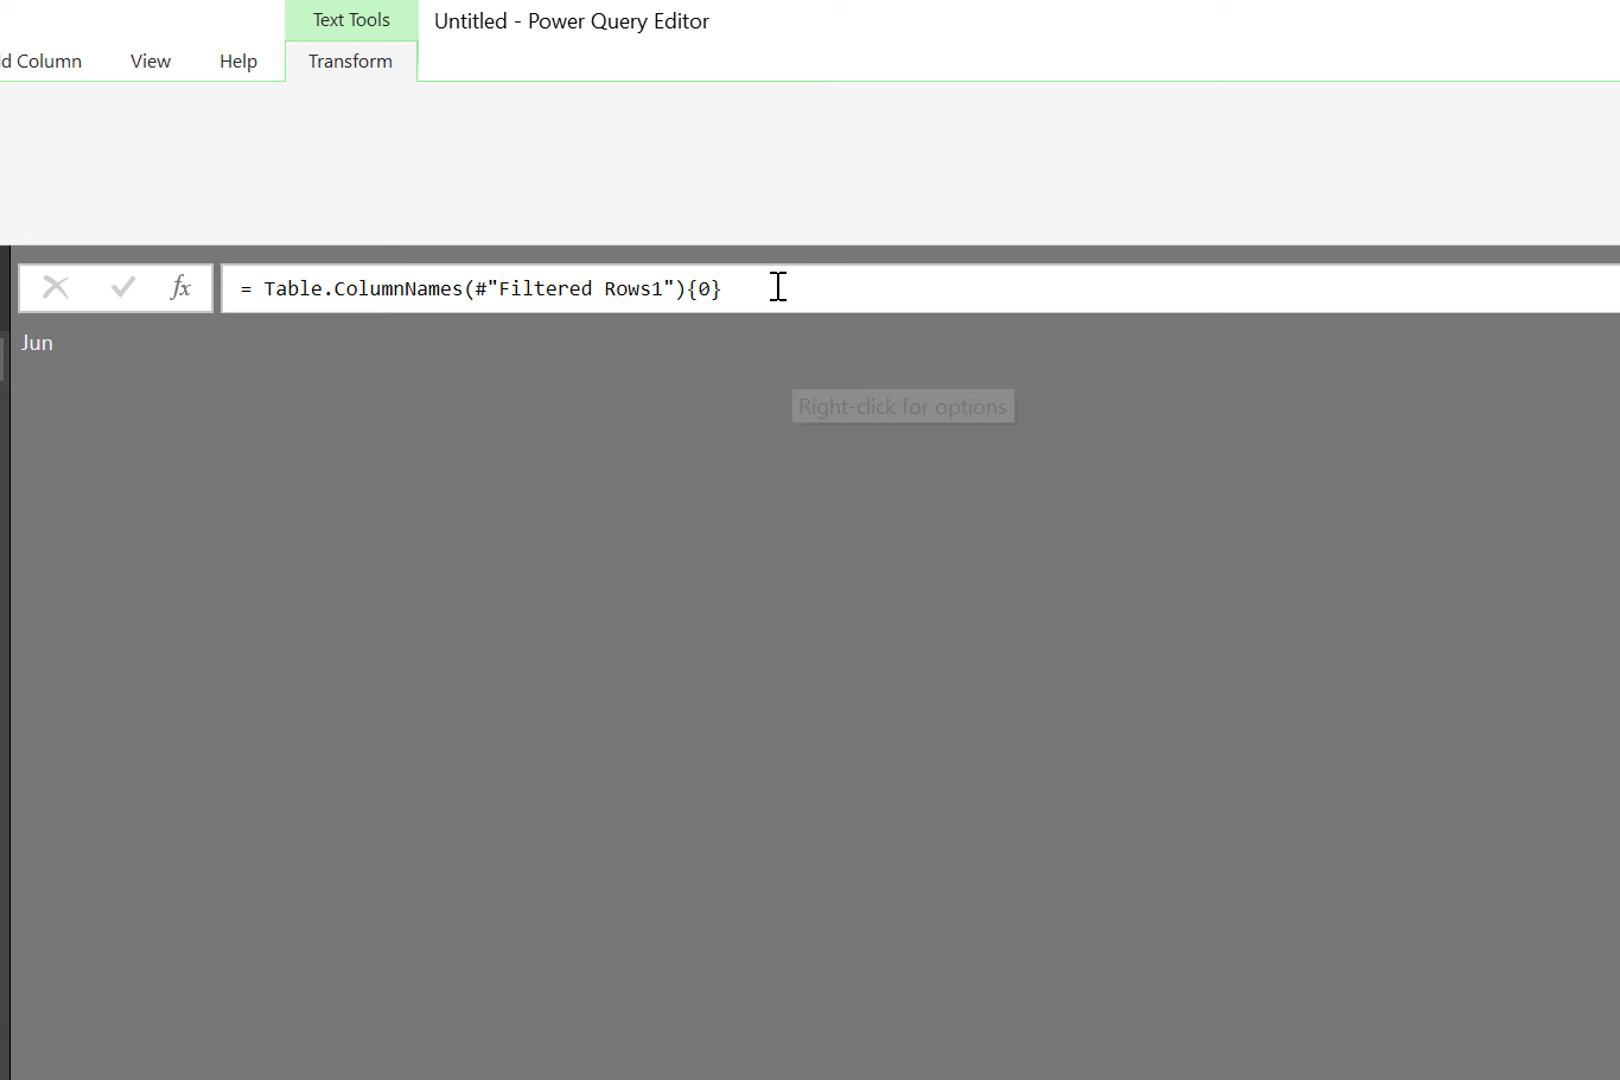 Text Tools
Untitled - Power Query Editor
d Column
View
Help
Transform
fx
= Table.ColumnNames(#"Filtered Rows1"){0}
Jun
Right-click for options